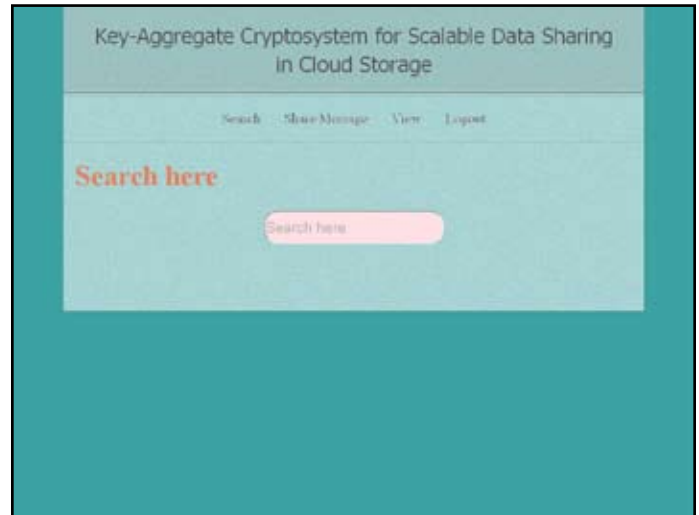 Key-Aggregate Cryptosystem for Scalable Data Sharing
in Cloud Storage
Search Share Message View Logout
Search here
Search here